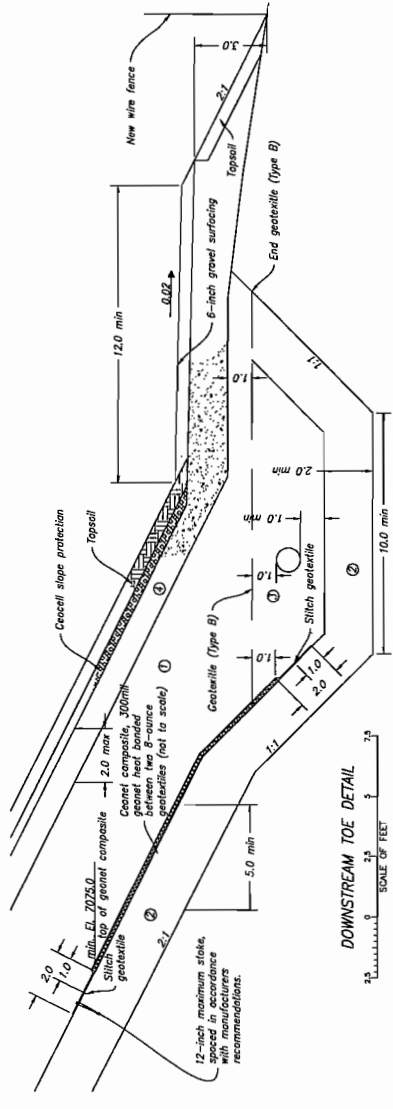 New wire fence
3.0
2:1
Topsoil
12.0 min
0.02
6-inch gravel surfacing
End geotextile (Type B)
Geocell slope protection
Topsoil
④
①
1.0
1:1
2.0 max
Geonet composite, 300mil
geonet heat bonded
between two 8-ounce
geotextiles (not to scale)
Geotextile (Type B)
1.0
1.0 min
2.0 min
③
1.0
Stitch geotextile
②
10.0 min
1.0
2.0
1:1
min. El. 7075.0
top of geonet composite
2.0
1.0
Stitch
geotextile
②
2:1
5.0 min
12-inch maximum stake,
spaced in accordance
with manufacturers
recommendations.
DOWNSTREAM TOE DETAIL
2.5 0 2.5 5 7.5
SCALE OF FEET